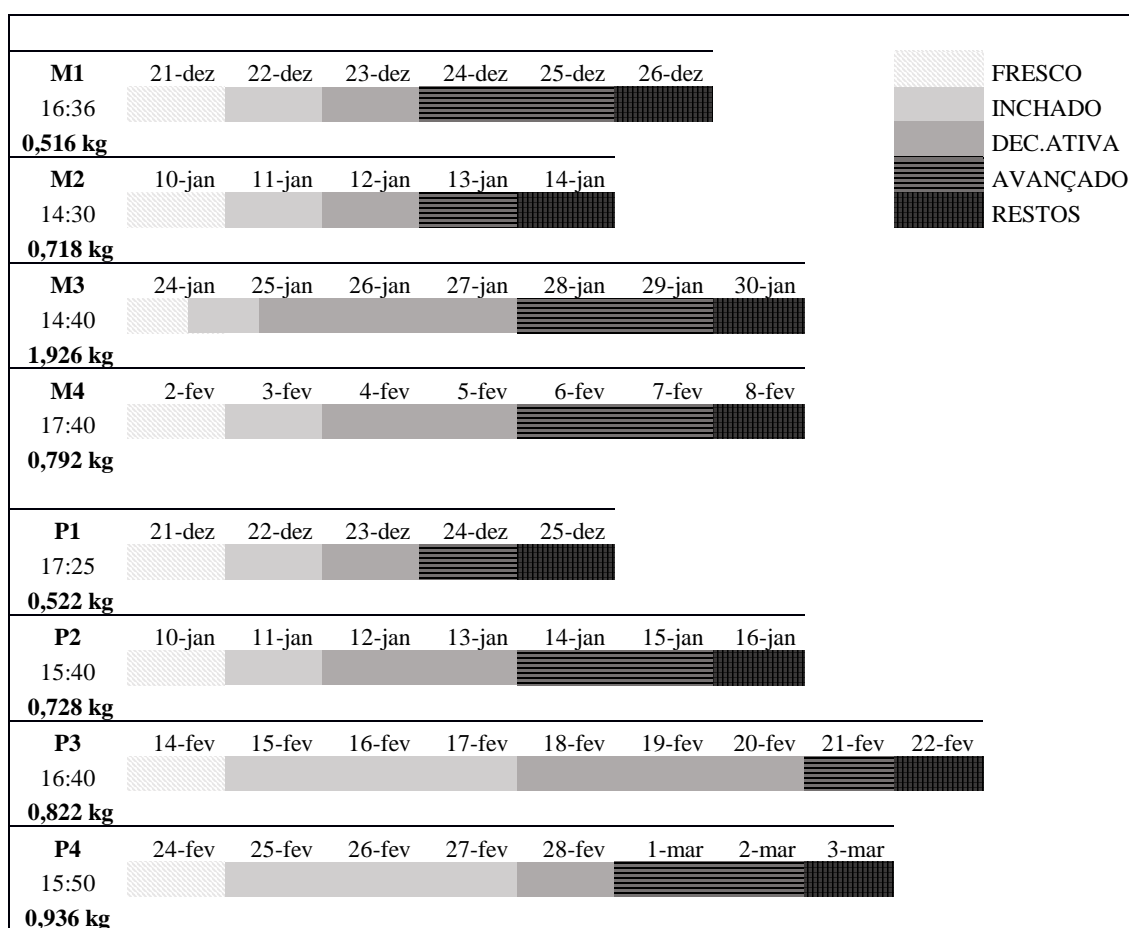 M1 21-dez 22-dez 23-dez 24-dez 25-dez 26-dez
16:36
0,516 kg
FRESCO
INCHADO
DEC.ATIVA
AVANÇADO
RESTOS
M2 10-jan 11-jan 12-jan 13-jan 14-jan
14:30
0,718 kg
M3 24-jan 25-jan 26-jan 27-jan 28-jan 29-jan 30-jan
14:40
1,926 kg
M4 2-fev 3-fev 4-fev 5-fev 6-fev 7-fev 8-fev
17:40
0,792 kg
P1 21-dez 22-dez 23-dez 24-dez 25-dez
17:25
0,522 kg
P2 10-jan 11-jan 12-jan 13-jan 14-jan 15-jan 16-jan
15:40
0,728 kg
P3 14-fev 15-fev 16-fev 17-fev 18-fev 19-fev 20-fev 21-fev 22-fev
16:40
0,822 kg
P4 24-fev 25-fev 26-fev 27-fev 28-fev 1-mar 2-mar 3-mar
15:50
0,936 kg